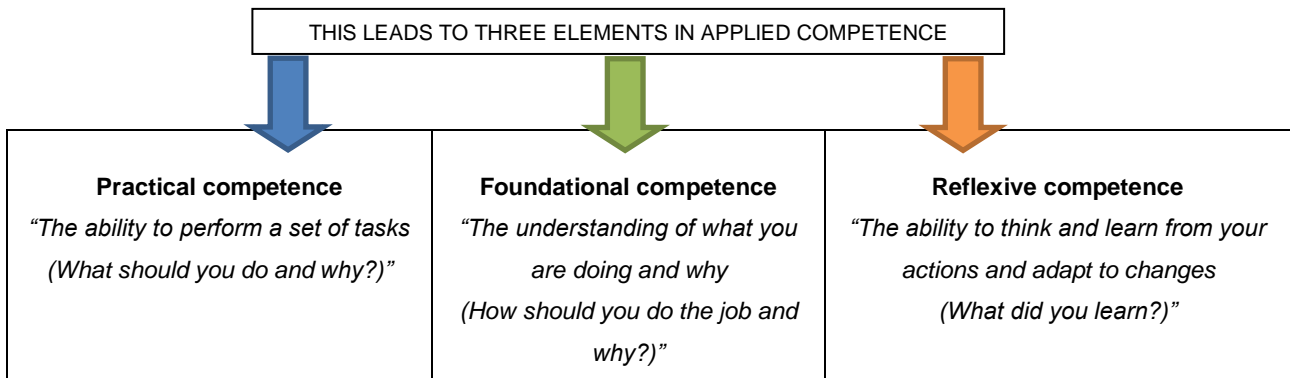 THIS LEADS TO THREE ELEMENTS IN APPLIED COMPETENCE
Practical competence
“The ability to perform a set of tasks
(What should you do and why?)”
Foundational competence
“The understanding of what you
are doing and why
(How should you do the job and
why?)”
Reflexive competence
“The ability to think and learn from your
actions and adapt to changes
(What did you learn?)”